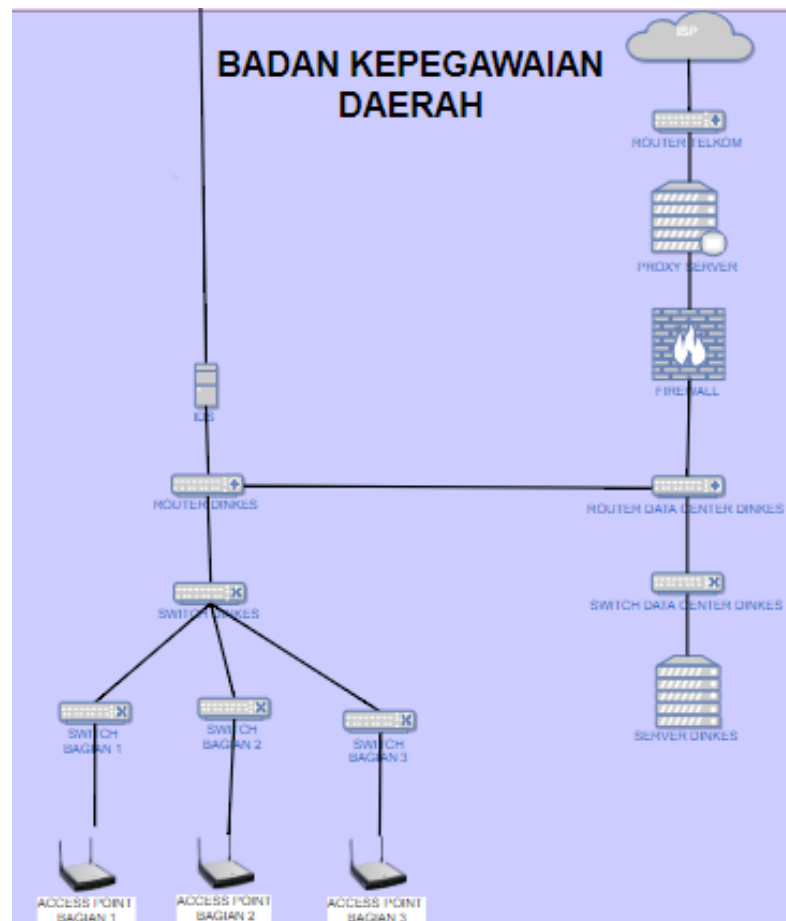 BADAN KEPEGAWAIAN
DAERAH
ISP
ROUTER TELKOM
PROXY SERVER
FIREWALL
IDS
ROUTER DINKES
ROUTER DATA CENTER DINKES
SWITCH DINKES
SWITCH DATA CENTER DINKES
SWITCH
BAGIAN 1
SWITCH
BAGIAN 2
SWITCH
BAGIAN 3
SERVER DINKES
ACCESS POINT
BAGIAN 1
ACCESS POINT
BAGIAN 2
ACCESS POINT
BAGIAN 3